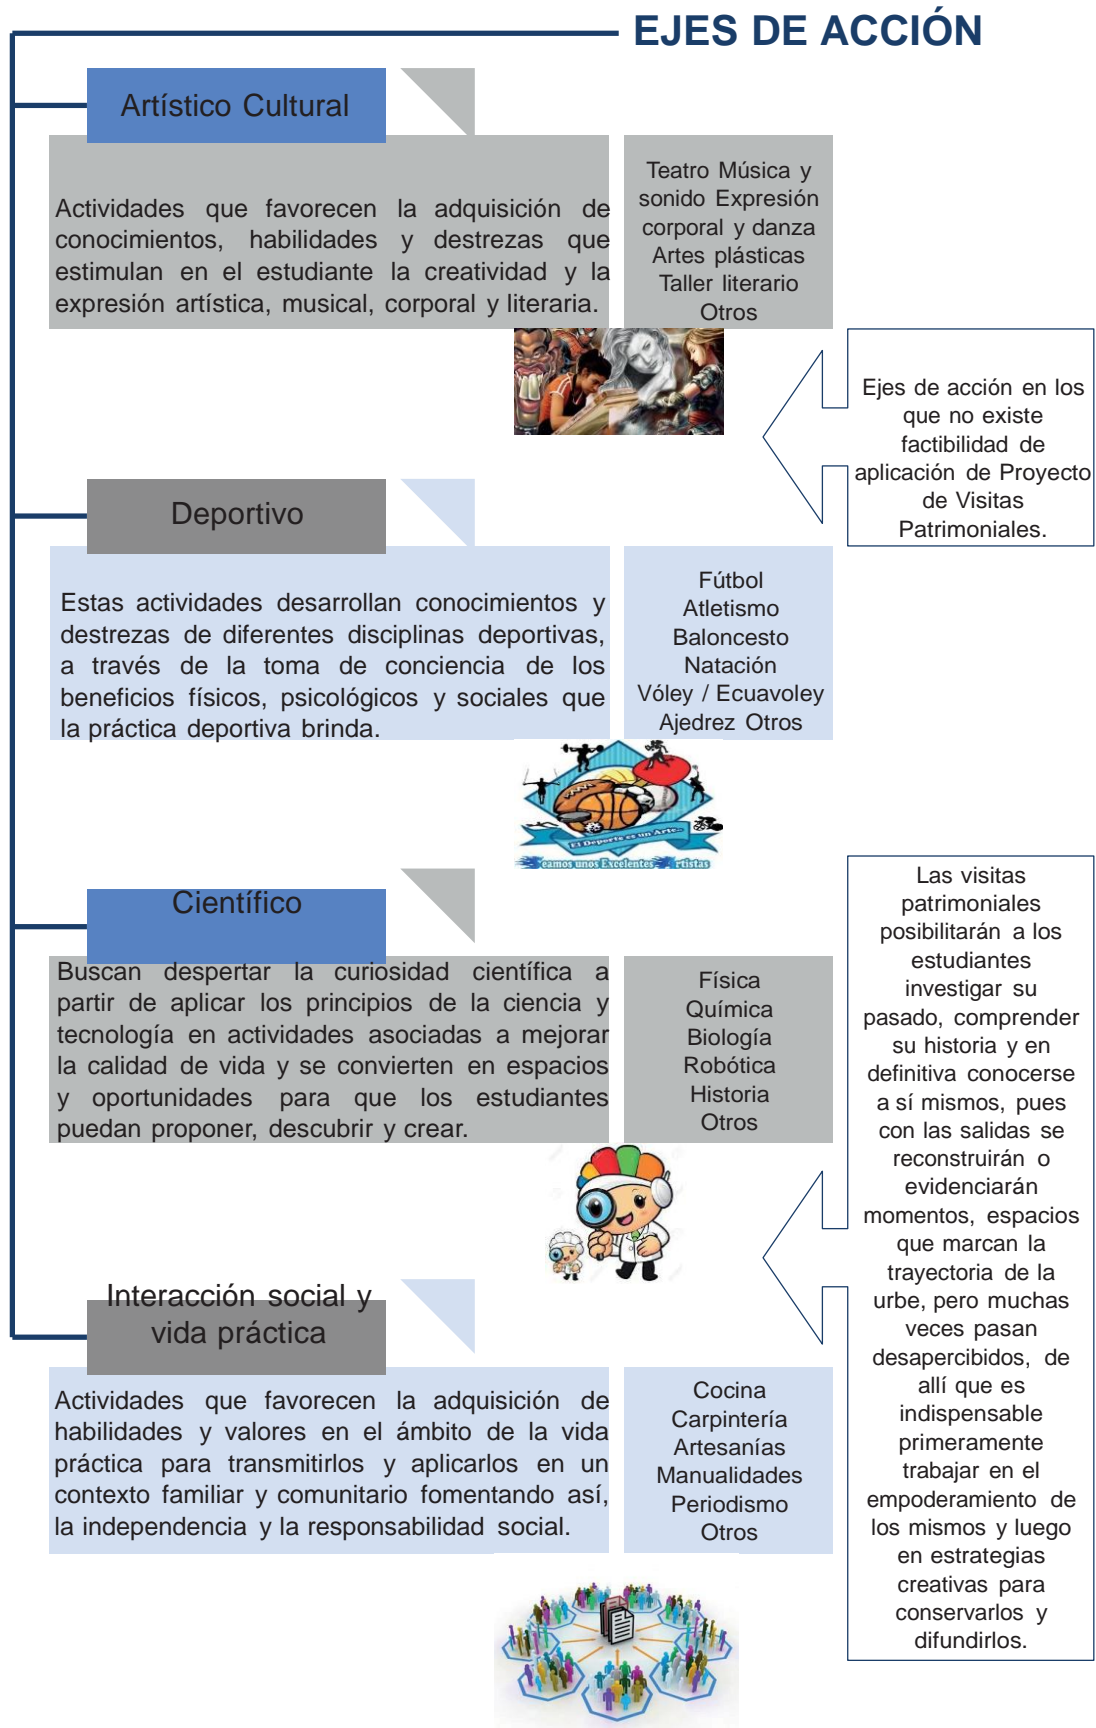 EJES DE ACCIÓN
Artístico Cultural
Actividades que favorecen la adquisición de
conocimientos, habilidades y destrezas que
estimulan en el estudiante la creatividad y la
expresión artística, musical, corporal y literaria.
Teatro Música y
sonido Expresión
corporal y danza
Artes plásticas
Taller literario
Otros
Ejes de acción en los
que no existe
factibilidad de
aplicación de Proyecto
de Visitas
Patrimoniales.
Deportivo
Estas actividades desarrollan conocimientos y
destrezas de diferentes disciplinas deportivas,
a través de la toma de conciencia de los
beneficios físicos, psicológicos y sociales que
la práctica deportiva brinda.
Fútbol
Atletismo
Baloncesto
Natación
Vóley / Ecuavoley
Ajedrez Otros
El Deporte es un Arte...
Seamos unos Excelentes Artistas
Científico
Buscan despertar la curiosidad científica a
partir de aplicar los principios de la ciencia y
tecnología en actividades asociadas a mejorar
la calidad de vida y se convierten en espacios
y oportunidades para que los estudiantes
puedan proponer, descubrir y crear.
Física
Química
Biología
Robótica
Historia
Otros
Las visitas
patrimoniales
posibilitarán a los
estudiantes
investigar su
pasado, comprender
su historia y en
definitiva conocerse
a sí mismos, pues
con las salidas se
reconstruirán o
evidenciarán
momentos, espacios
que marcan la
trayectoria de la
urbe, pero muchas
veces pasan
desapercibidos, de
allí que es
indispensable
primeramente
trabajar en el
empoderamiento de
los mismos y luego
en estrategias
creativas para
conservarlos y
difundirlos.
Interacción social y
vida práctica
Actividades que favorecen la adquisición de
habilidades y valores en el ámbito de la vida
práctica para transmitirlos y aplicarlos en un
contexto familiar y comunitario fomentando así,
la independencia y la responsabilidad social.
Cocina
Carpintería
Artesanías
Manualidades
Periodismo
Otros